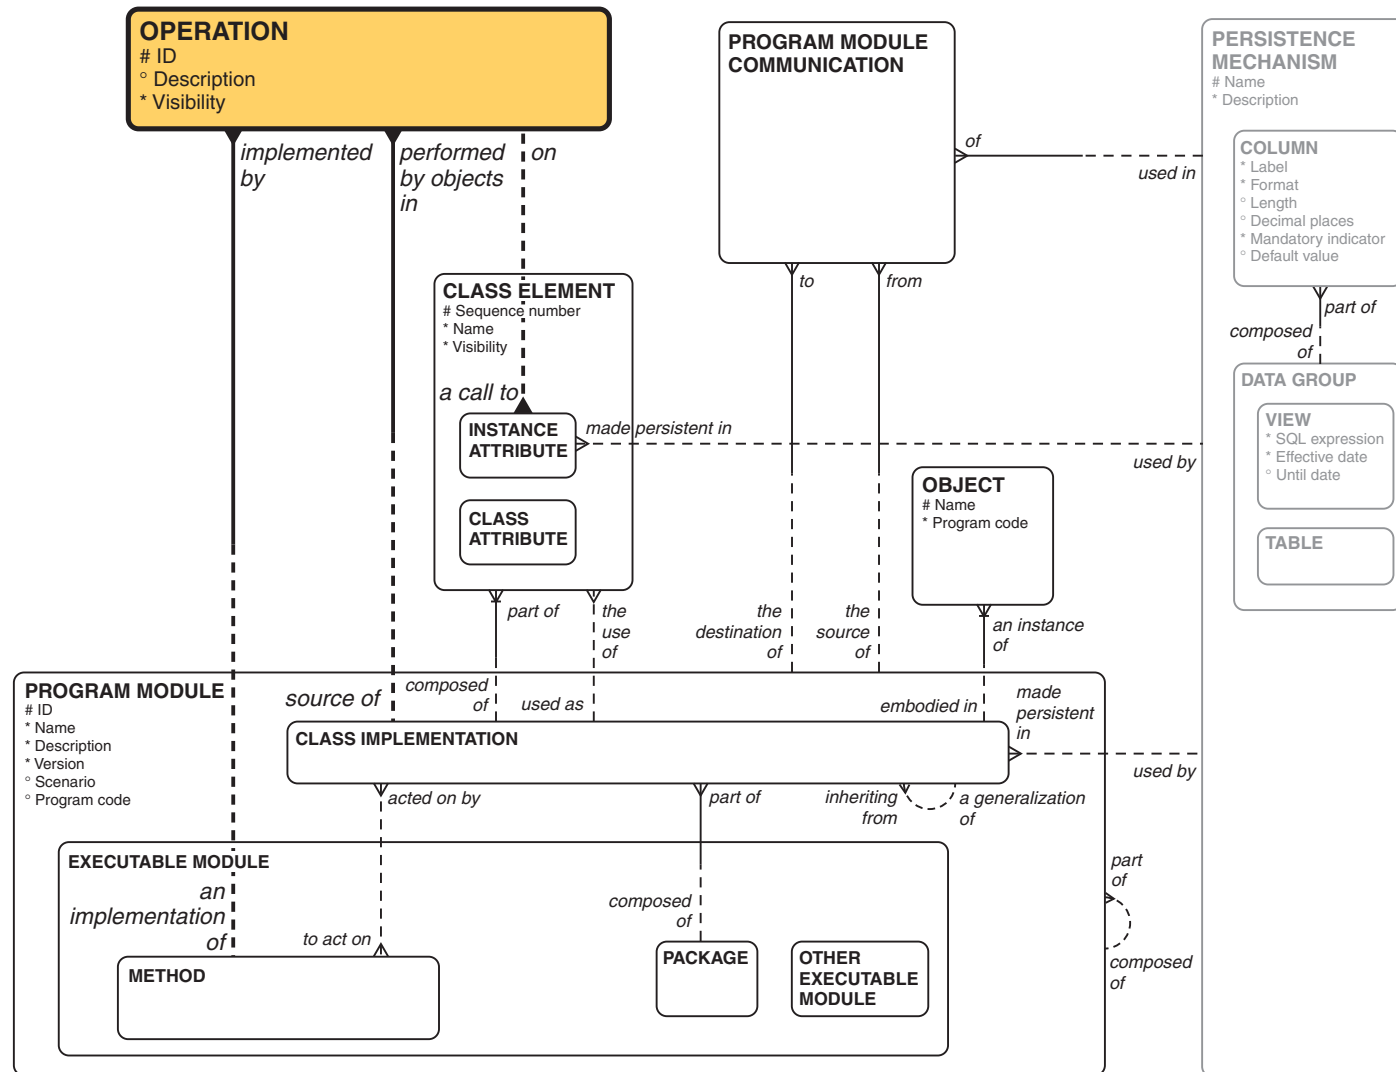 OPERATION
# ID
° Description
* Visibility
implemented
by
performed
by objects
in
on
PROGRAM MODULE
COMMUNICATION
of
used in
to
from
PERSISTENCE
MECHANISM
# Name
* Description
COLUMN
* Label
* Format
° Length
° Decimal places
* Mandatory indicator
° Default value
part of
composed
of
DATA GROUP
VIEW
* SQL expression
* Effective date
° Until date
TABLE
CLASS ELEMENT
# Sequence number
* Name
* Visibility
a call to
INSTANCE
ATTRIBUTE
made persistent in
used by
CLASS
ATTRIBUTE
OBJECT
# Name
* Program code
part of
the
use
of
the
destination
of
the
source
of
an instance
of
PROGRAM MODULE
# ID
* Name
* Description
* Version
° Scenario
° Program code
source of
composed
of
used as
embodied in
made
persistent
in
used by
CLASS IMPLEMENTATION
acted on by
part of
inheriting
from
a generalization
of
EXECUTABLE MODULE
an
implementation
of
to act on
composed
of
METHOD
PACKAGE
OTHER
EXECUTABLE
MODULE
part
of
composed
of